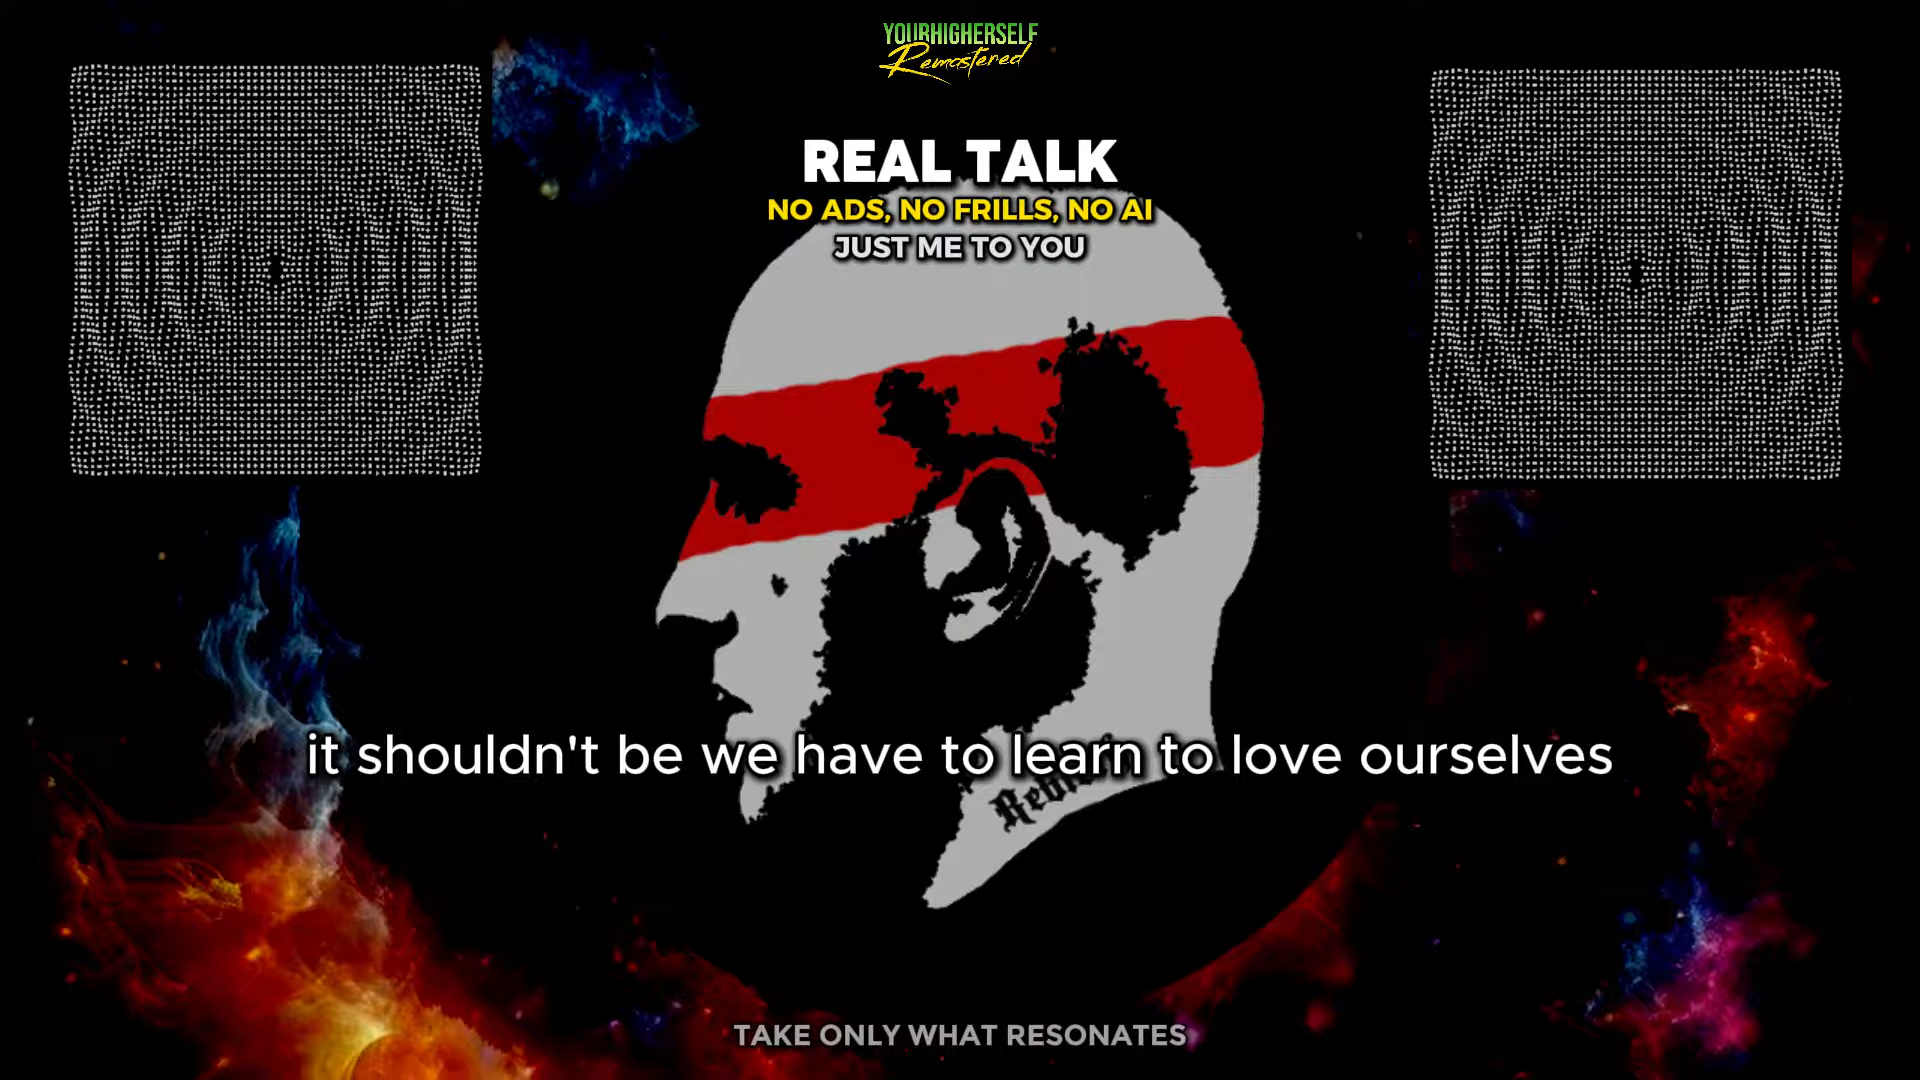 YOURHIGHERSELF
Remastered
REAL TALK
NO ADS, NO FRILLS, NO AI
JUST ME TO YOU
it shouldn't be we have to learn to love ourselves
TAKE ONLY WHAT RESONATES